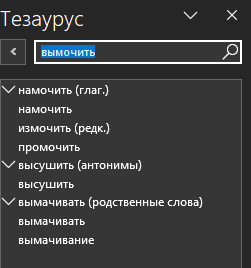 Тезаурус
вымочить
намочить (глаг.)
намочить
измочить (редк.)
промочить
высушить (антонимы)
высушить
вымачивать (родственные слова)
вымачивать
вымачивание